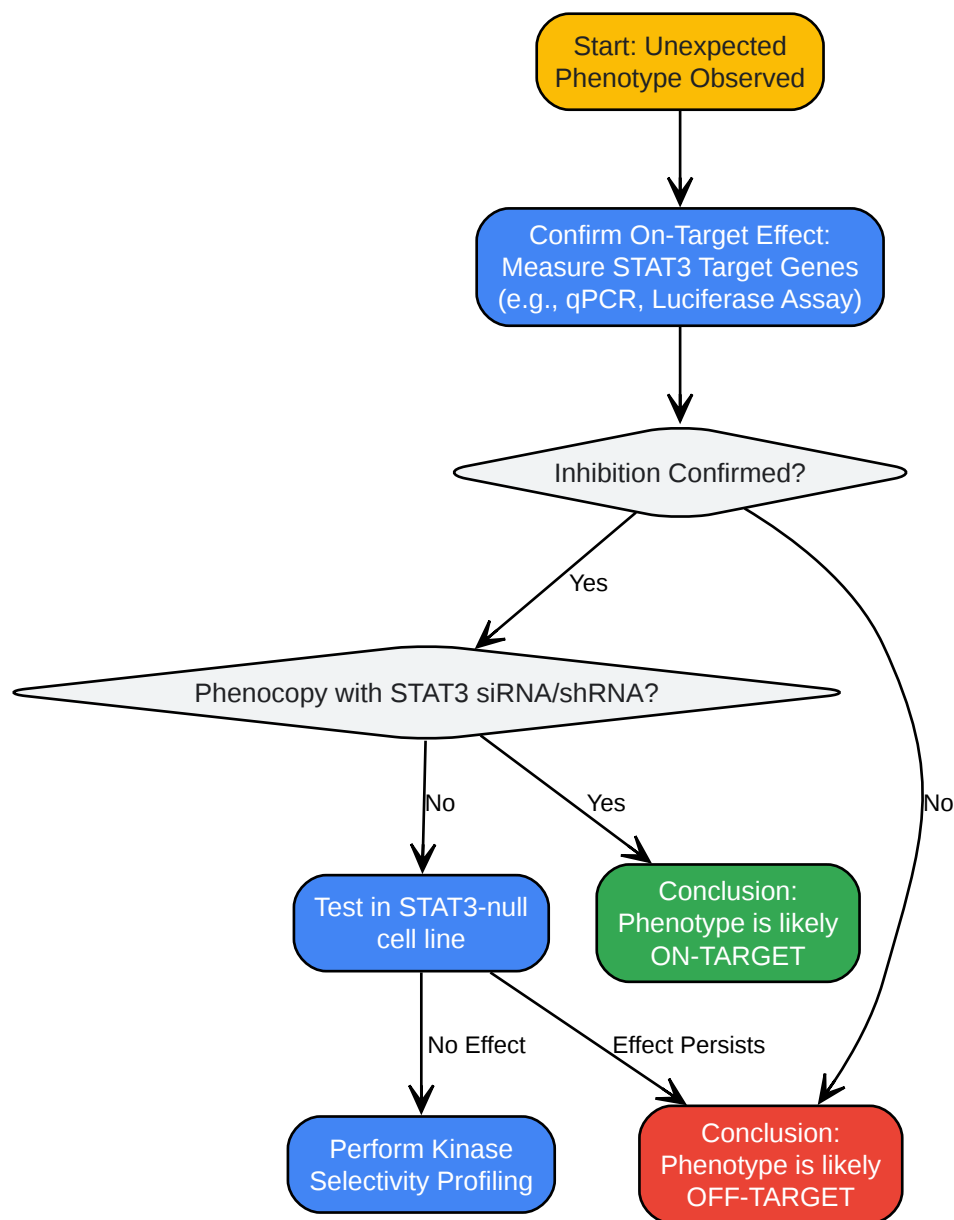 Start: Unexpected
Phenotype Observed
Confirm On-Target Effect:
Measure STAT3 Target Genes
(e.g., qPCR, Luciferase Assay)
Inhibition Confirmed?
Yes
Phenocopy with STAT3 siRNA/shRNA?
No
Yes
No
Test in STAT3-null
cell line
Conclusion:
Phenotype is likely
ON-TARGET
No Effect
Effect Persists
Perform Kinase
Selectivity Profiling
Conclusion:
Phenotype is likely
OFF-TARGET